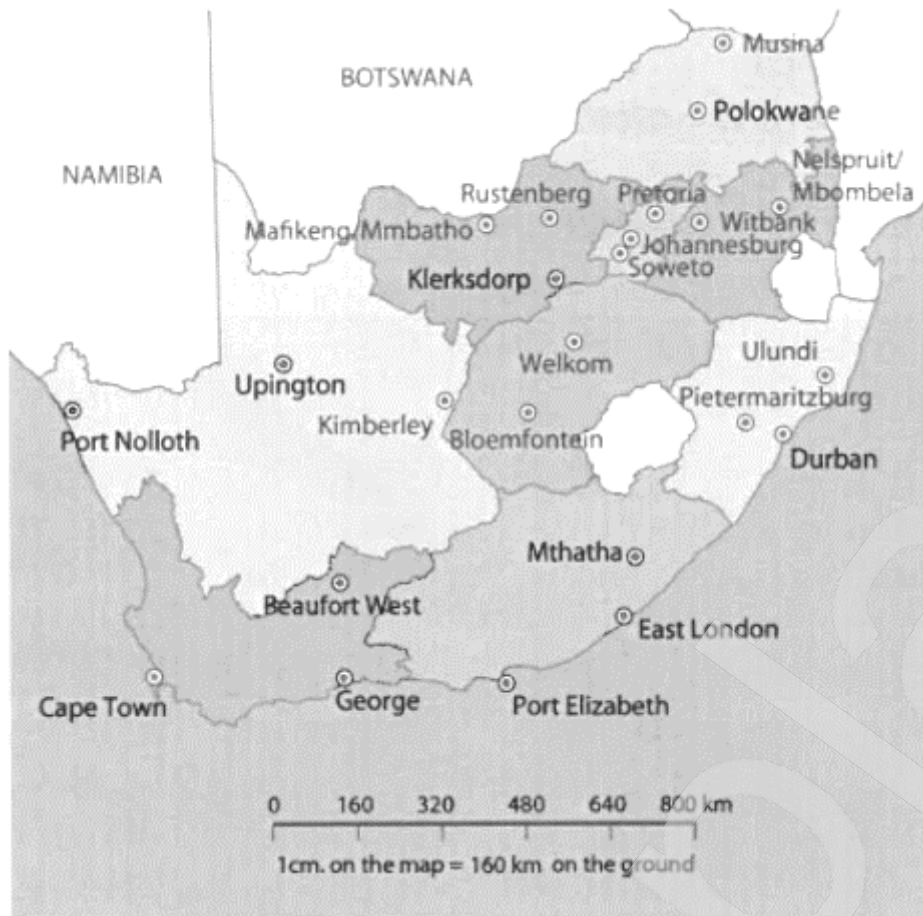 Musina
BOTSWANA
Polokwane
NAMIBIA
Nelspruit/
Mbombela
Rustenberg
Pretoria
Mafikeng/Mmbatho
Witbank
Johannesburg
Soweto
Klerksdorp
Welkom
Ulundi
Upington
Kimberley
Pietermaritzburg
Port Nolloth
Bloemfontein
Durban
Mthatha
Beaufort West
East London
Cape Town
George
Port Elizabeth
0 160 320 480 640 800 km
1cm. on the map = 160 km on the ground